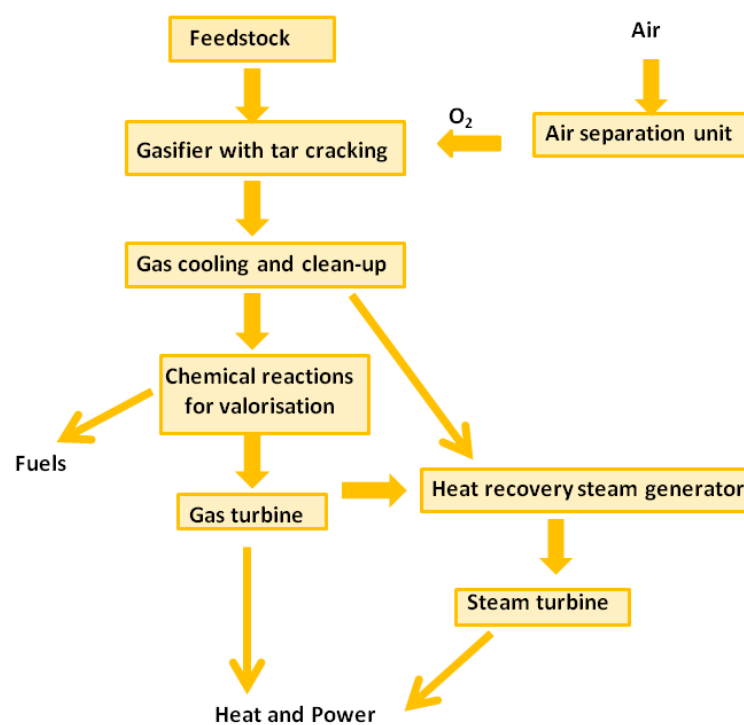 Feedstock
Air
O₂
Air separation unit
Gasifier with tar cracking
Gas cooling and clean-up
Chemical reactions
for valorisation
Fuels
Gas turbine
Heat recovery steam generator
Steam turbine
Heat and Power